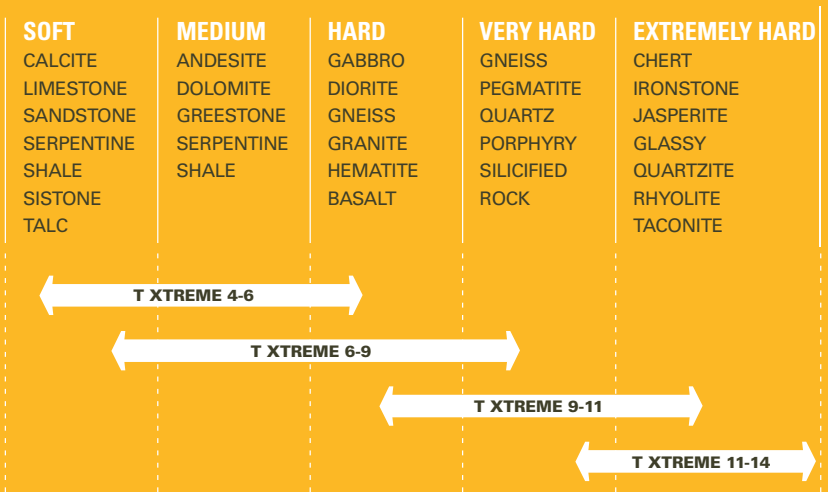 SOFT
CALCITE
LIMESTONE
SANDSTONE
SERPENTINE
SHALE
SISTONE
TALC
MEDIUM
ANDESITE
DOLOMITE
GREESTONE
SERPENTINE
SHALE
HARD
GABBRO
DIORITE
GNEISS
GRANITE
HEMATITE
BASALT
VERY HARD
GNEISS
PEGMATITE
QUARTZ
PORPHYRY
SILICIFIED
ROCK
EXTREMELY HARD
CHERT
IRONSTONE
JASPERITE
GLASSY
QUARTZITE
RHYOLITE
TACONITE
T XTREME 4-6
T XTREME 6-9
T XTREME 9-11
T XTREME 11-14